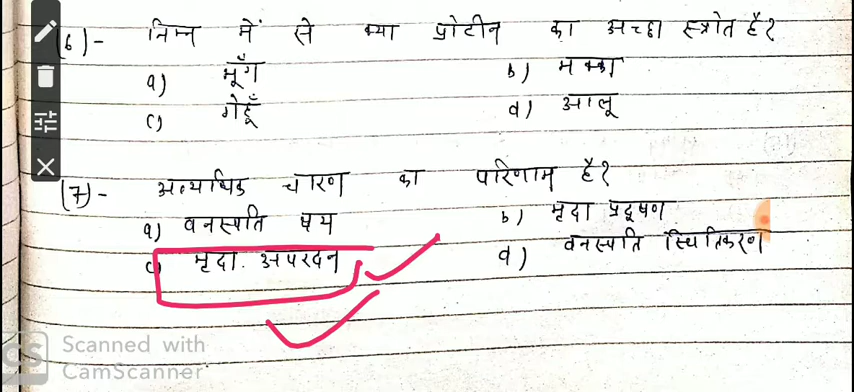 (6)- निम्न में से क्या प्रोटीन का अच्छा स्त्रोत है?
a) मूँग b) मक्का
c) गेहूँ d) आलू
(7)- अत्यधिक चारण का परिणाम है?
a) वनस्पति क्षय b) मृदा प्रदूषण
c) मृदा. अपरदन d) वनस्पति स्थितिकरण
CS Scanned with
CamScanner